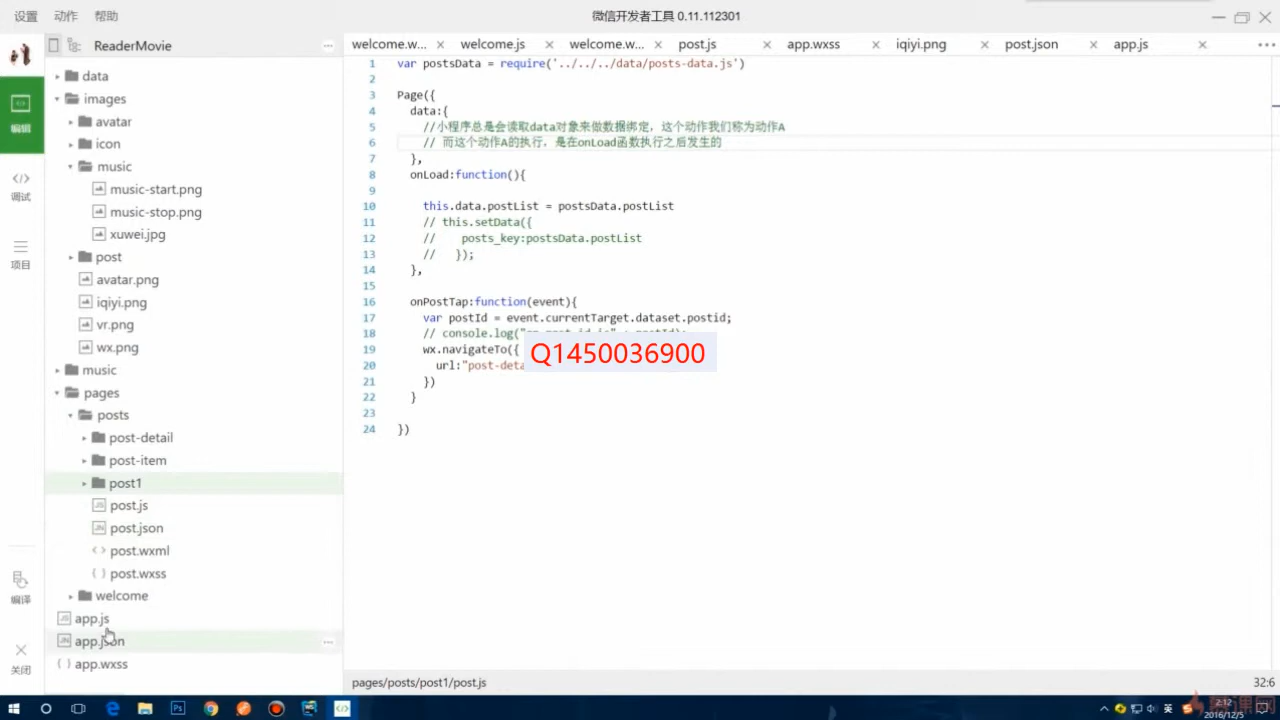 设置 动作 帮助
微信开发者工具 0.11.112301
ReaderMovie
welcome.w... welcome.js welcome.w... post.js app.wxss iqiyi.png post.json app.js
编辑
调试
项目
编译
关闭
data
images
avatar
icon
music
music-start.png
music-stop.png
xuwei.jpg
post
avatar.png
iqiyi.png
vr.png
wx.png
music
pages
posts
post-detail
post-item
post1
post.js
post.json
post.wxml
post.wxss
welcome
app.js
app.json
app.wxss
1 var postsData = require('../../../data/posts-data.js')
2
3 Page({
4 data:{
5 //小程序总是会读取data对象来做数据绑定，这个动作我们称为动作A
6 // 而这个动作A的执行，是在onLoad函数执行之后发生的
7 },
8 onLoad:function(){
9
10 this.data.postList = postsData.postList
11 // this.setData({
12 // posts_key:postsData.postList
13 // });
14 },
15
16 onPostTap:function(event){
17 var postId = event.currentTarget.dataset.postid;
18 // console.log(
19 wx.navigateTo({
20 url:"post-deta
21 })
22 }
23
24 })
Q1450036900
pages/posts/post1/post.js
32:6
英
2:12
2016/12/5